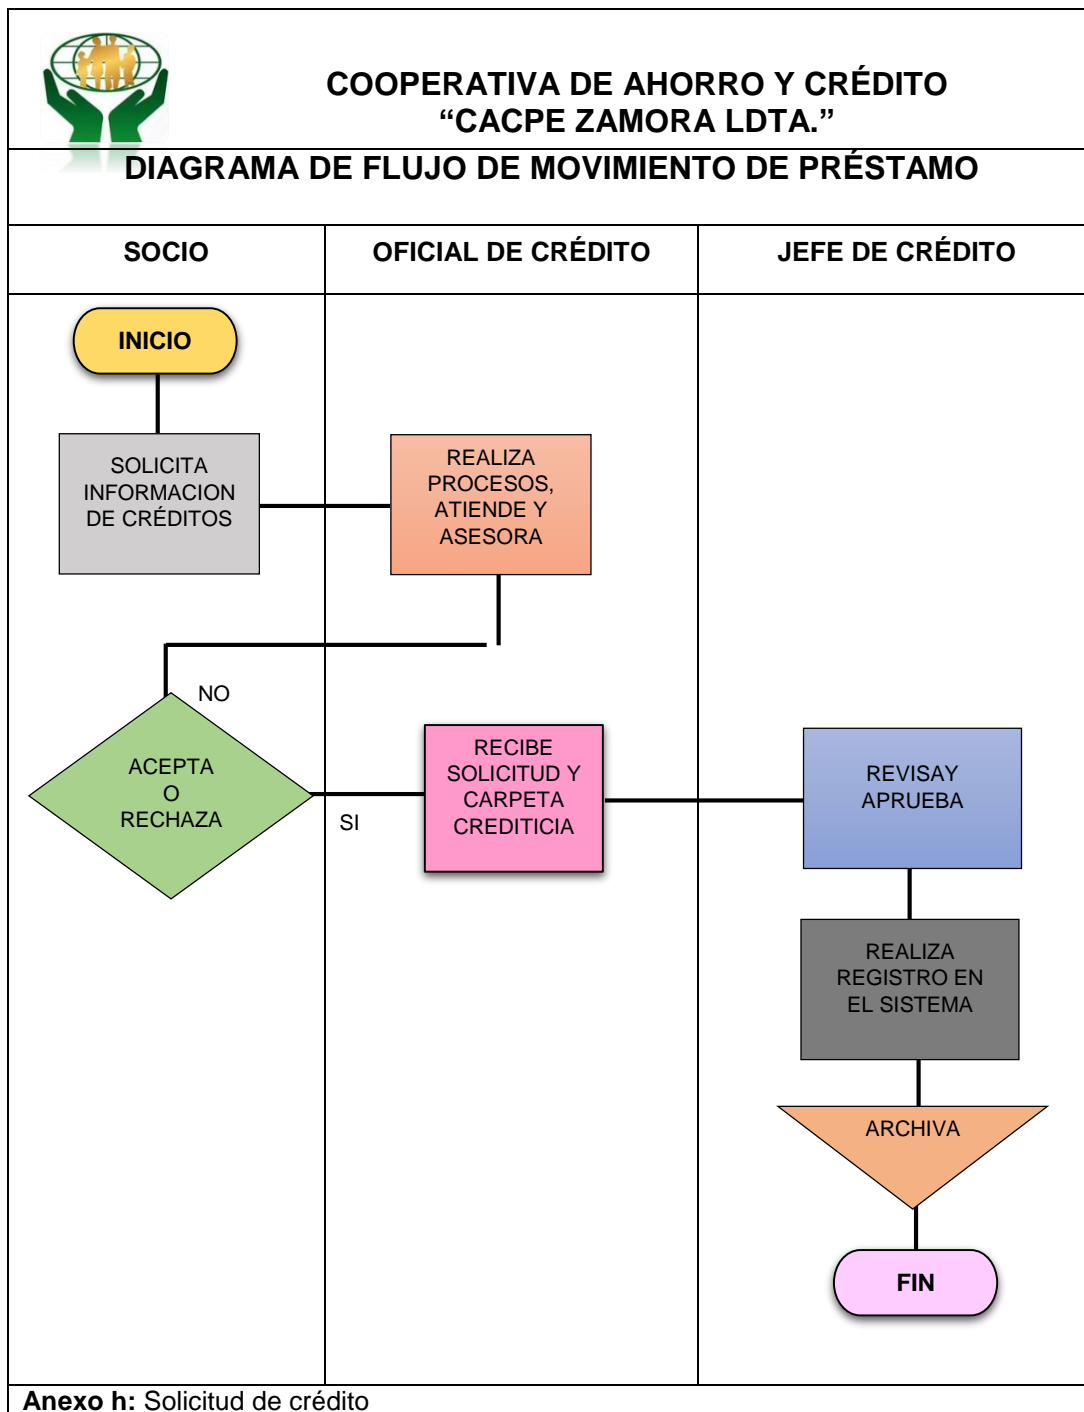 COOPERATIVA DE AHORRO Y CRÉDITO
“CACPE ZAMORA LDTA.”
DIAGRAMA DE FLUJO DE MOVIMIENTO DE PRÉSTAMO
SOCIO
OFICIAL DE CRÉDITO
JEFE DE CRÉDITO
INICIO
SOLICITA
INFORMACION
DE CRÉDITOS
REALIZA
PROCESOS,
ATIENDE Y
ASESORA
NO
ACEPTA
O
RECHAZA
SI
RECIBE
SOLICITUD Y
CARPETA
CREDITICIA
REVISAY
APRUEBA
REALIZA
REGISTRO EN
EL SISTEMA
ARCHIVA
FIN
Anexo h: Solicitud de crédito